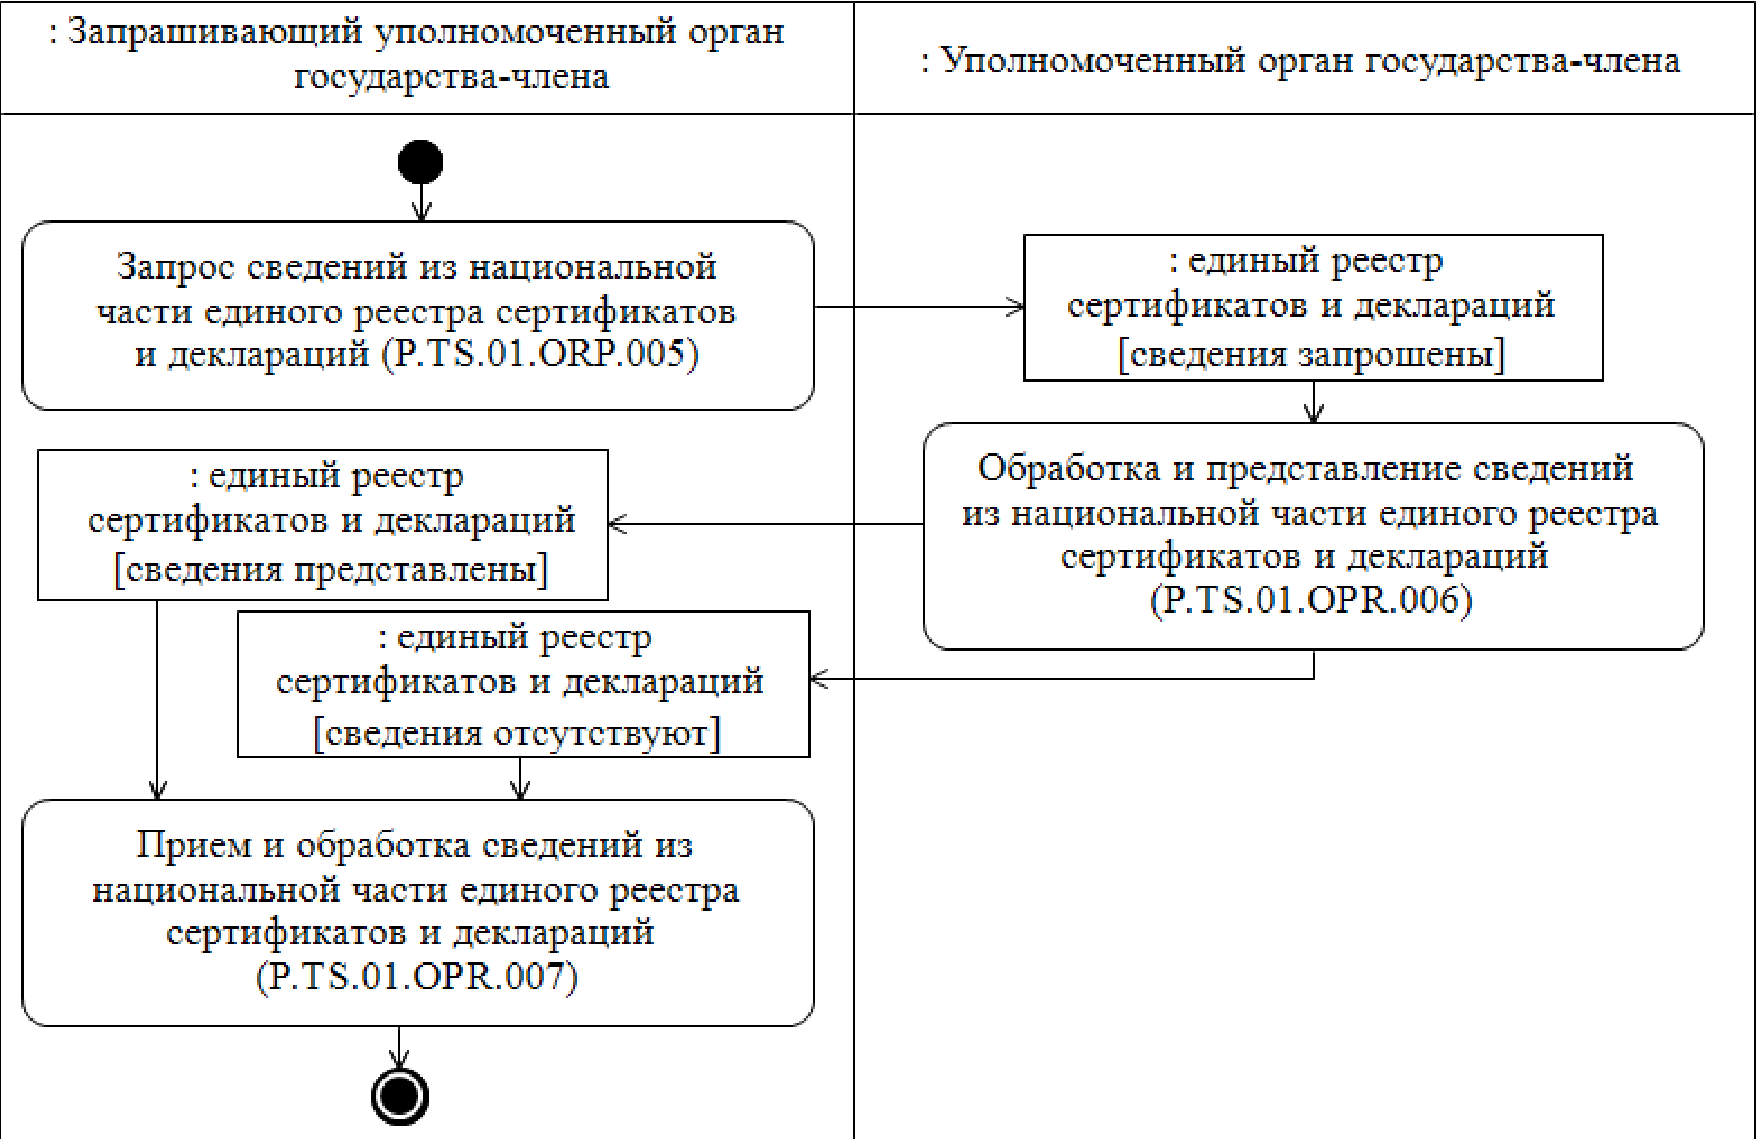 : Запрашивающий уполномоченный орган
государства-члена
: Уполномоченный орган государства-члена
Запрос сведений из национальной
части единого реестра сертификатов
и деклараций (P.TS.01.ORP.005)
: единый реестр
сертификатов и деклараций
[сведения запрошены]
Обработка и представление сведений
из национальной части единого реестра
сертификатов и деклараций
(P.TS.01.OPR.006)
: единый реестр
сертификатов и деклараций
[сведения представлены]
: единый реестр
сертификатов и деклараций
[сведения отсутствуют]
Прием и обработка сведений из
национальной части единого реестра
сертификатов и деклараций
(P.TS.01.OPR.007)